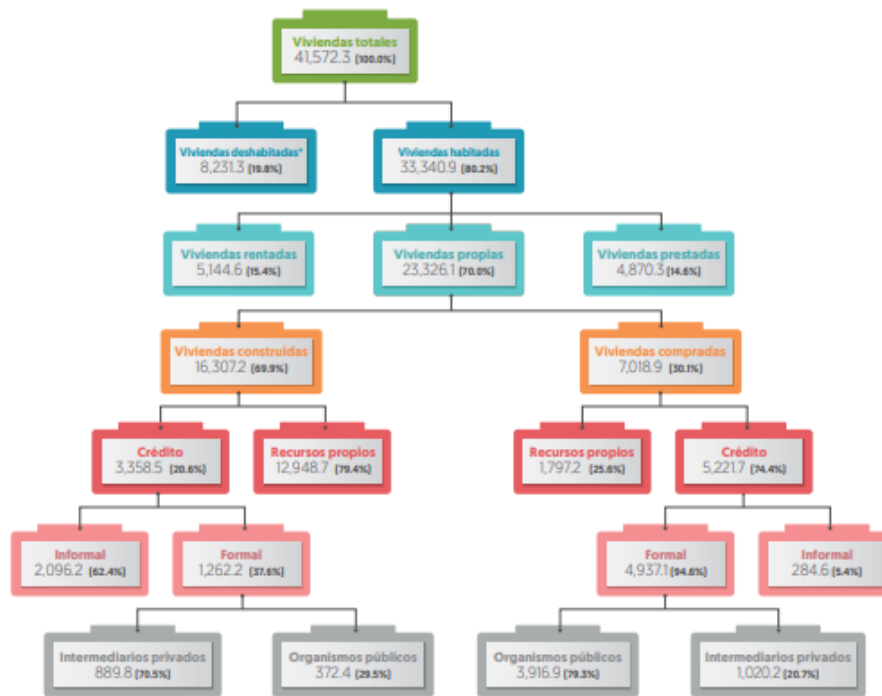 Viviendas totales
41,572.3 (100.0%)
Viviendas deshabitadas*
8,231.3 (19.8%)
Viviendas habitadas
33,340.9 (80.2%)
Viviendas rentadas
5,144.6 (15.4%)
Viviendas propias
23,326.1 (70.0%)
Viviendas prestadas
4,870.3 (14.6%)
Viviendas construidas
16,307.2 (69.9%)
Viviendas compradas
7,018.9 (30.1%)
Crédito
3,358.5 (20.6%)
Recursos propios
12,948.7 (79.4%)
Recursos propios
1,797.2 (25.6%)
Crédito
5,221.7 (74.4%)
Informal
2,096.2 (62.4%)
Formal
1,262.2 (37.6%)
Formal
4,937.1 (94.6%)
Informal
284.6 (5.4%)
Intermediarios privados
889.8 (70.5%)
Organismos públicos
372.4 (29.5%)
Organismos públicos
3,916.9 (79.3%)
Intermediarios privados
1,020.2 (20.7%)